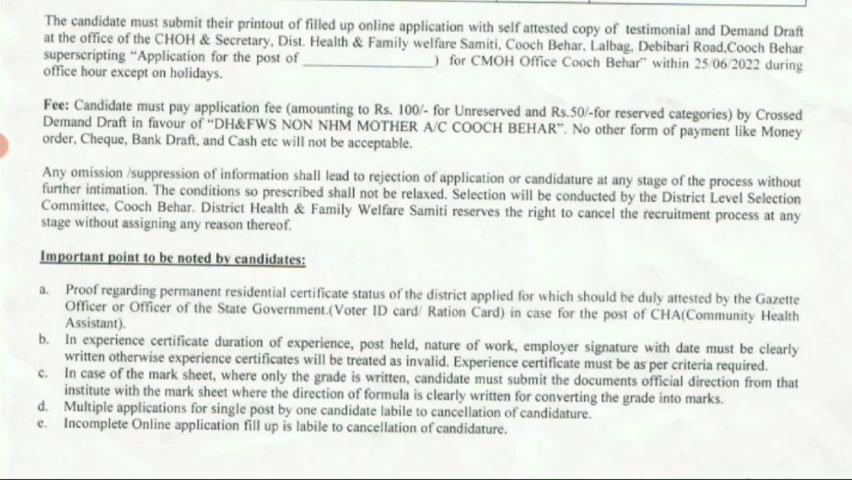 The candidate must submit their printout of filled up online application with self attested copy of testimonial and Demand Draft
at the office of the CHOH & Secretary, Dist. Health & Family welfare Samiti, Cooch Behar, Lalbag, Debibari Road,Cooch Behar
superscripting “Application for the post of ____________________) for CMOH Office Cooch Behar” within 25/06/2022 during
office hour except on holidays.
Fee: Candidate must pay application fee (amounting to Rs. 100/- for Unreserved and Rs.50/-for reserved categories) by Crossed
Demand Draft in favour of “DH&FWS NON NHM MOTHER A/C COOCH BEHAR”. No other form of payment like Money
order, Cheque, Bank Draft, and Cash etc will not be acceptable.
Any omission /suppression of information shall lead to rejection of application or candidature at any stage of the process without
further intimation. The conditions so prescribed shall not be relaxed. Selection will be conducted by the District Level Selection
Committee, Cooch Behar. District Health & Family Welfare Samiti reserves the right to cancel the recruitment process at any
stage without assigning any reason thereof.
Important point to be noted by candidates:
a. Proof regarding permanent residential certificate status of the district applied for which should be duly attested by the Gazette
Officer or Officer of the State Government.(Voter ID card/ Ration Card) in case for the post of CHA(Community Health
Assistant).
b. In experience certificate duration of experience, post held, nature of work, employer signature with date must be clearly
written otherwise experience certificates will be treated as invalid. Experience certificate must be as per criteria required.
c. In case of the mark sheet, where only the grade is written, candidate must submit the documents official direction from that
institute with the mark sheet where the direction of formula is clearly written for converting the grade into marks.
d. Multiple applications for single post by one candidate labile to cancellation of candidature.
e. Incomplete Online application fill up is labile to cancellation of candidature.